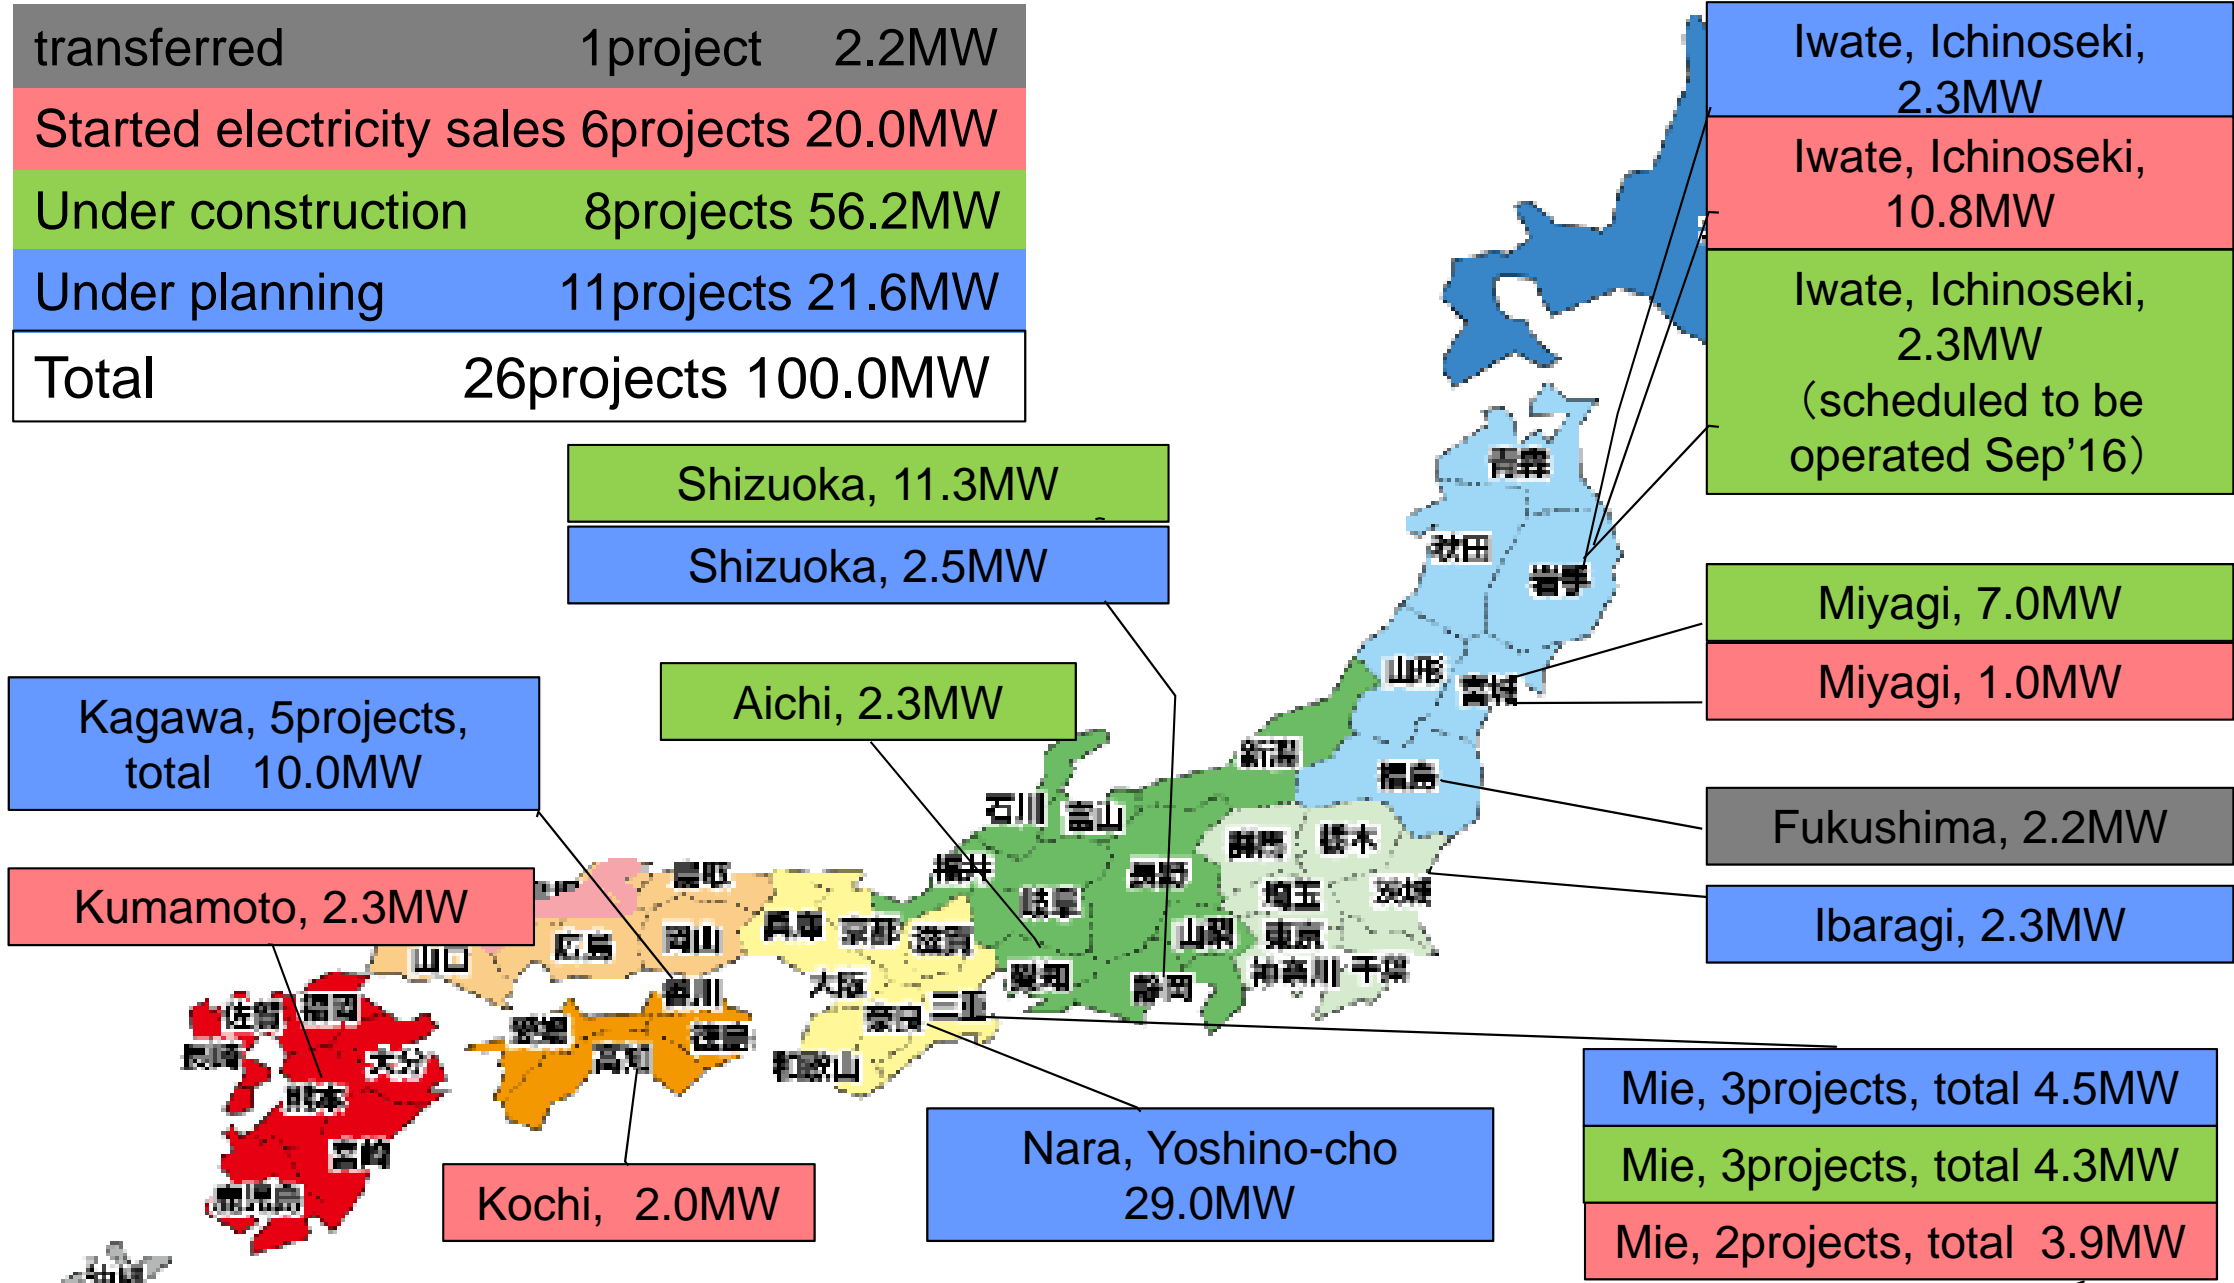 transferred 1project 2.2MW
Started electricity sales 6projects 20.0MW
Under construction 8projects 56.2MW
Under planning 11projects 21.6MW
Total 26projects 100.0MW
Iwate, Ichinoseki,
2.3MW
Iwate, Ichinoseki,
10.8MW
Iwate, Ichinoseki,
2.3MW
（scheduled to be
operated Sep’16）
Shizuoka, 11.3MW
Shizuoka, 2.5MW
Miyagi, 7.0MW
Miyagi, 1.0MW
Aichi, 2.3MW
Kagawa, 5projects,
total 10.0MW
Fukushima, 2.2MW
Kumamoto, 2.3MW
Ibaragi, 2.3MW
Mie, 3projects, total 4.5MW
Mie, 3projects, total 4.3MW
Mie, 2projects, total 3.9MW
Nara, Yoshino-cho
29.0MW
Kochi, 2.0MW
青森
秋田
岩手
山形
宮城
新潟
福島
石川
富山
福井
岐阜
長野
群馬
栃木
埼玉
茨城
山梨
東京
神奈川
千葉
愛知
静岡
鳥取
兵庫
京都
滋賀
岡山
広島
山口
大阪
三重
奈良
和歌山
香川
愛媛
高知
徳島
佐賀
福岡
長崎
大分
熊本
宮崎
鹿児島
沖縄